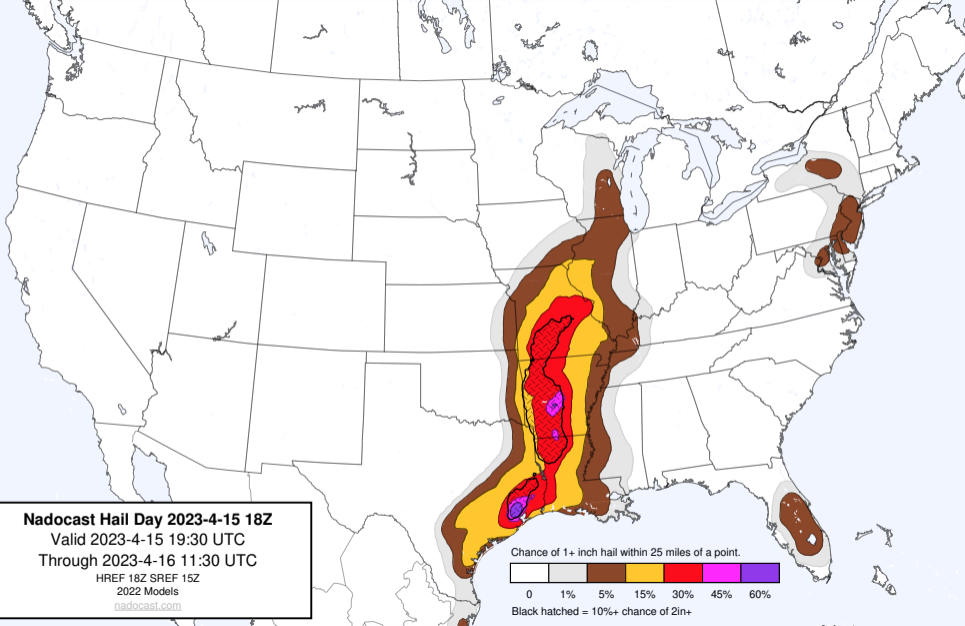 Nadocast Hail Day 2023-4-15 18Z
Valid 2023-4-15 19:30 UTC
Through 2023-4-16 11:30 UTC
HREF 18Z SREF 15Z
2022 Models
nadocast.com
Chance of 1+ inch hail within 25 miles of a point.
0 1% 5% 15% 30% 45% 60%
Black hatched = 10%+ chance of 2in+